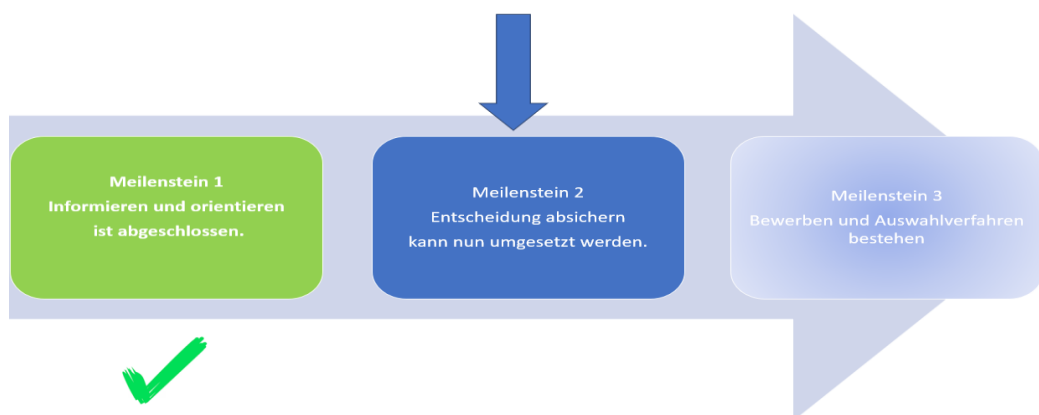 Meilenstein 1
Informieren und orientieren
ist abgeschlossen.
Meilenstein 2
Entscheidung absichern
kann nun umgesetzt werden.
Meilenstein 3
Bewerben und Auswahlverfahren
bestehen